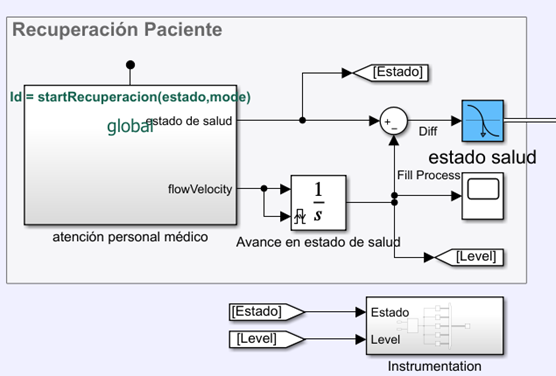 Recuperación Paciente
[Estado]
Id = startRecuperacion(estado,mode)
global
estado de salud
+
−
Diff
estado salud
Fill Process
flowVelocity
1
s
atención personal médico
Avance en estado de salud
[Level]
[Estado]
Estado
[Level]
Level
Instrumentation